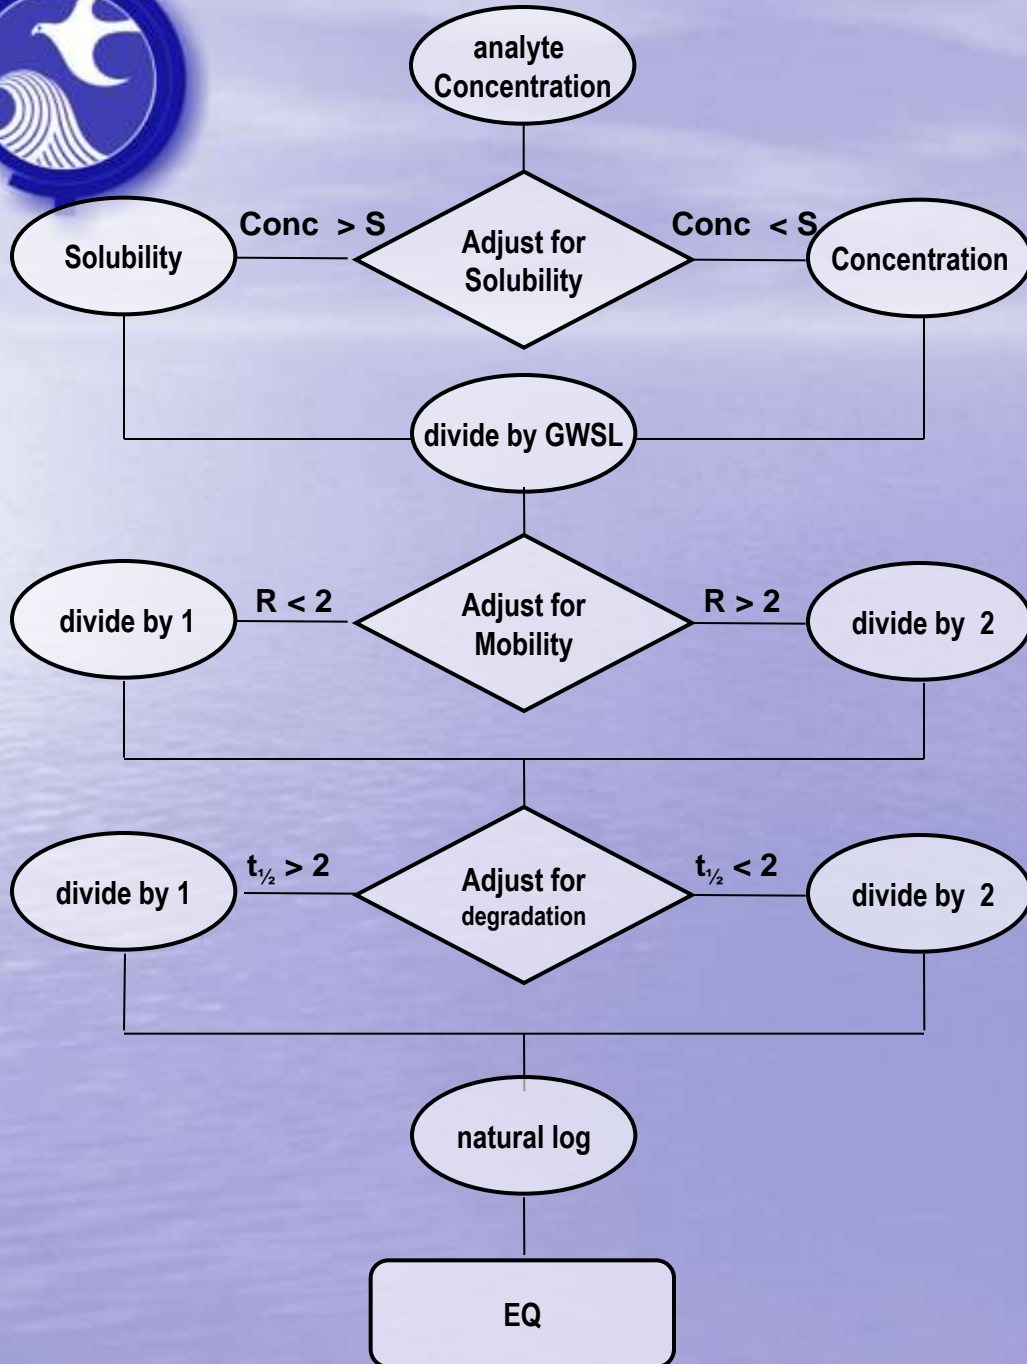 analyte
Concentration
Conc > S
Conc < S
Solubility
Adjust for
Solubility
Concentration
divide by GWSL
R < 2
R > 2
divide by 1
Adjust for
Mobility
divide by 2
t½ > 2
t½ < 2
divide by 1
Adjust for
degradation
divide by 2
natural log
EQ